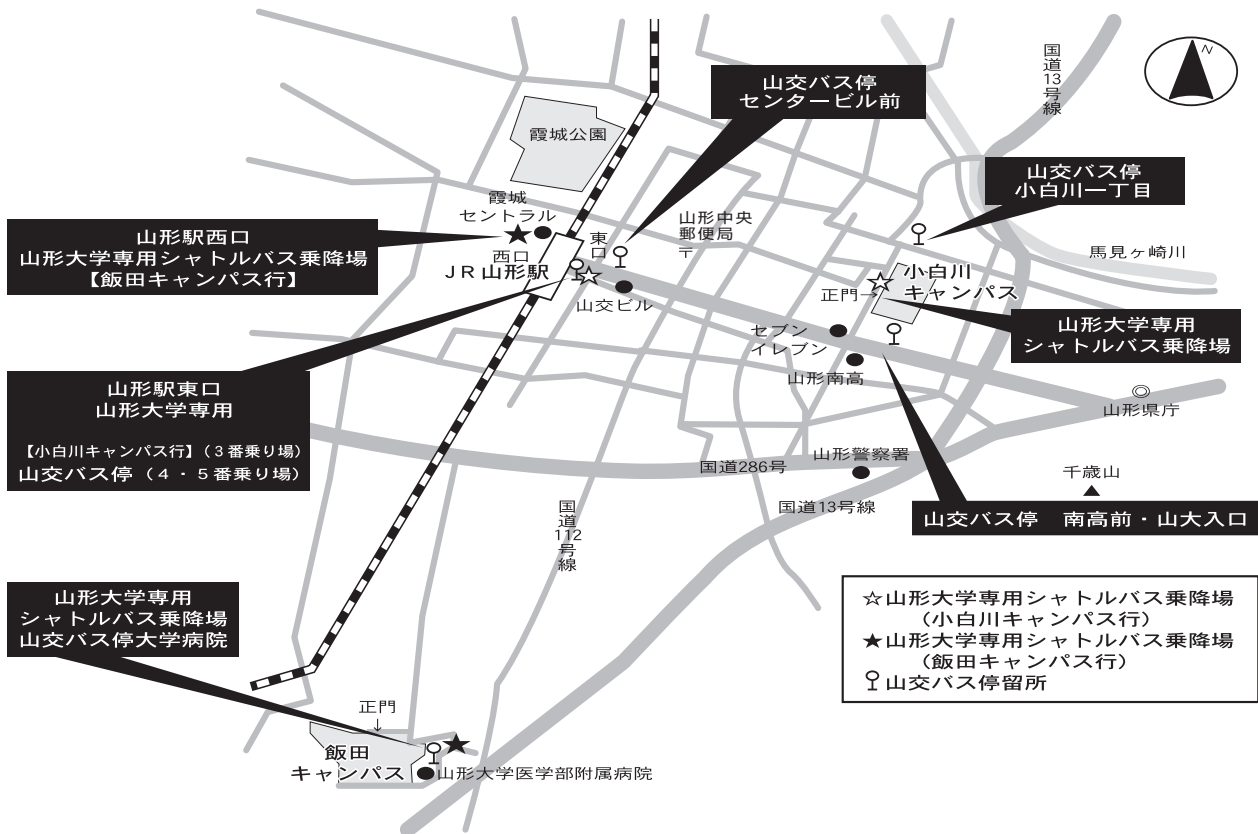 国道13号線
N
山交バス停
センタービル前
霞城公園
山交バス停
小白川一丁目
霞城
セントラル
山形中央
郵便局
〒
東口
山形駅西口
山形大学専用シャトルバス乗降場
【飯田キャンパス行】
西口
JR山形駅
馬見ヶ崎川
小白川
キャンパス
正門→
山交ビル
山形大学専用
シャトルバス乗降場
セブン
イレブン
山形南高
山形駅東口
山形大学専用
【小白川キャンパス行】(3番乗り場)
山交バス停(4・5番乗り場)
山形県庁
山形警察署
国道286号
千歳山
国道13号線
国道112号線
山交バス停 南高前・山大入口
山形大学専用
シャトルバス乗降場
山交バス停大学病院
☆山形大学専用シャトルバス乗降場
(小白川キャンパス行)
★山形大学専用シャトルバス乗降場
(飯田キャンパス行)
山交バス停留所
正門
↓
飯田
キャンパス
山形大学医学部附属病院